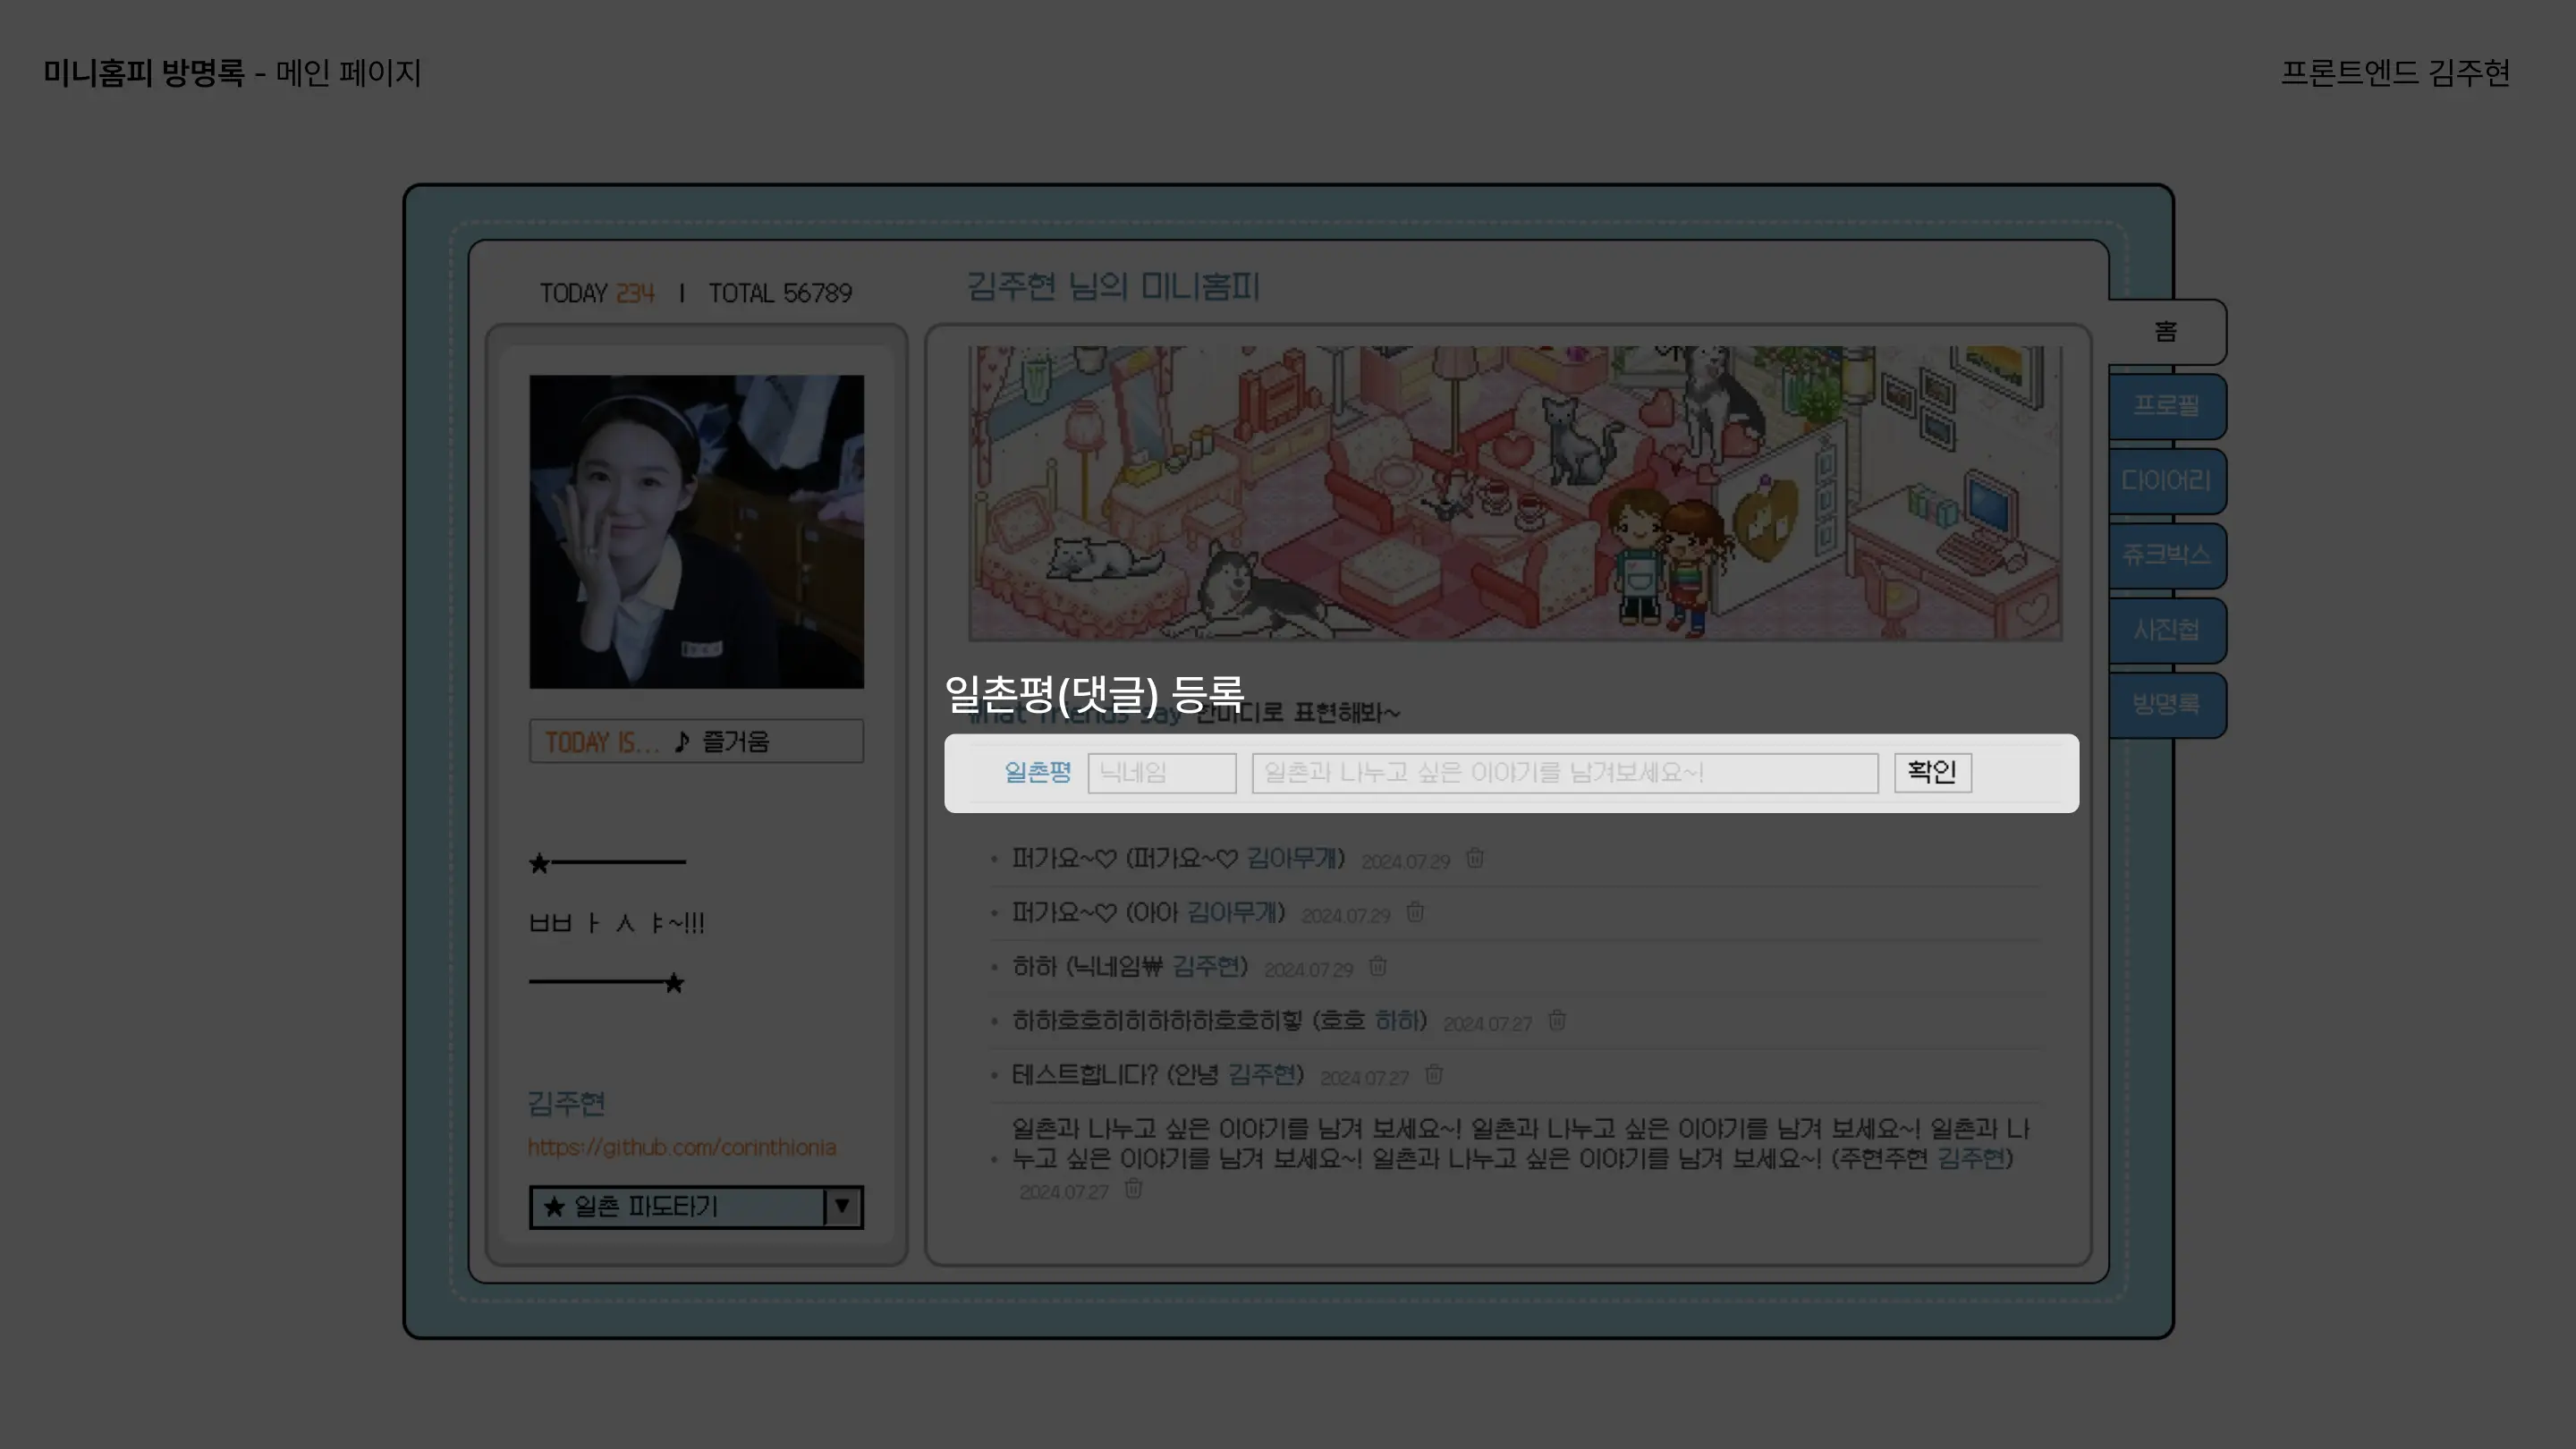 미니홈피 방명록 - 메인 페이지
프론트엔드 김주현
TODAY 234 | TOTAL 56789
김주현 님의 미니홈피
홈
프로필
다이어리
쥬크박스
사진첩
방명록
TODAY IS... ♪ 즐거움
★
ㅂㅂ ㅏ ㅅ ㅑ~!!!
★
김주현
https://github.com/corinthionia
★ 일촌 파도타기 ▼
일촌평(댓글) 등록
What friends say 한마디로 표현해봐~
일촌평 닉네임 일촌과 나누고 싶은 이야기를 남겨보세요~! 확인
• 퍼가요~♡ (퍼가요~♡ 김아무개) 2024.07.29
• 퍼가요~♡ (아아 김아무개) 2024.07.29
• 하하 (닉네임₩ 김주현) 2024.07.29
• 하하호호히히하하하호호히힣 (호호 하하) 2024.07.27
• 테스트합니다? (안녕 김주현) 2024.07.27
일촌과 나누고 싶은 이야기를 남겨 보세요~! 일촌과 나누고 싶은 이야기를 남겨 보세요~! 일촌과 나
• 누고 싶은 이야기를 남겨 보세요~! 일촌과 나누고 싶은 이야기를 남겨 보세요~! (주현주현 김주현)
2024.07.27